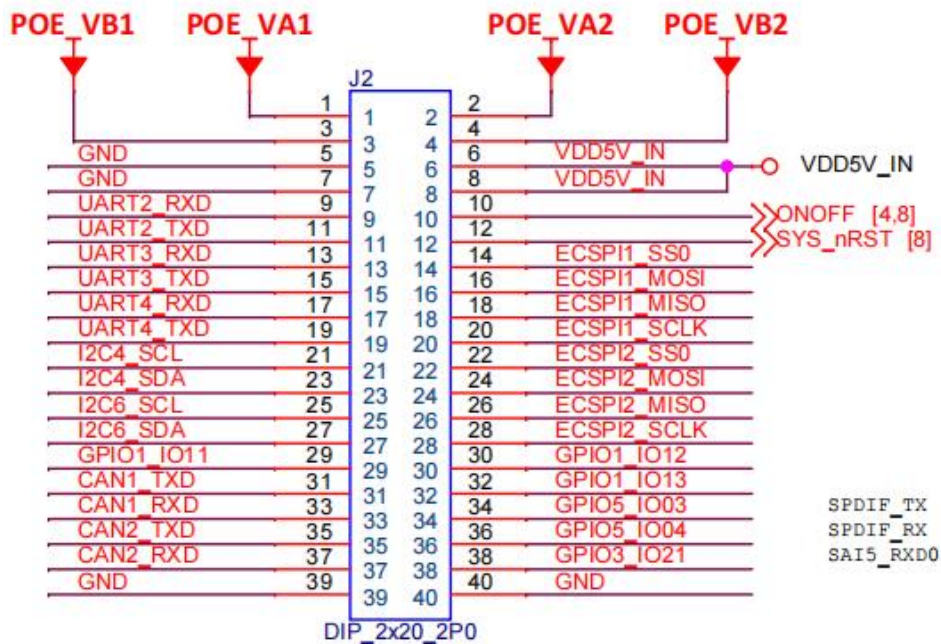 POE_VB1 POE_VA1 POE_VA2 POE_VB2
J2
1 1 2 2
3 3 4 4
GND 5 5 6 6 VDD5V_IN VDD5V_IN
GND 7 7 8 8 VDD5V_IN
UART2_RXD 9 9 10 10 ONOFF [4,8]
UART2_TXD 11 11 12 12 SYS_nRST [8]
UART3_RXD 13 13 14 14 ECSPI1_SS0
UART3_TXD 15 15 16 16 ECSPI1_MOSI
UART4_RXD 17 17 18 18 ECSPI1_MISO
UART4_TXD 19 19 20 20 ECSPI1_SCLK
I2C4_SCL 21 21 22 22 ECSPI2_SS0
I2C4_SDA 23 23 24 24 ECSPI2_MOSI
I2C6_SCL 25 25 26 26 ECSPI2_MISO
I2C6_SDA 27 27 28 28 ECSPI2_SCLK
GPIO1_IO11 29 29 30 30 GPIO1_IO12
CAN1_TXD 31 31 32 32 GPIO1_IO13
CAN1_RXD 33 33 34 34 GPIO5_IO03 SPDIF_TX
CAN2_TXD 35 35 36 36 GPIO5_IO04 SPDIF_RX
CAN2_RXD 37 37 38 38 GPIO3_IO21 SAI5_RXD0
GND 39 39 40 40 GND
DIP_2x20_2P0